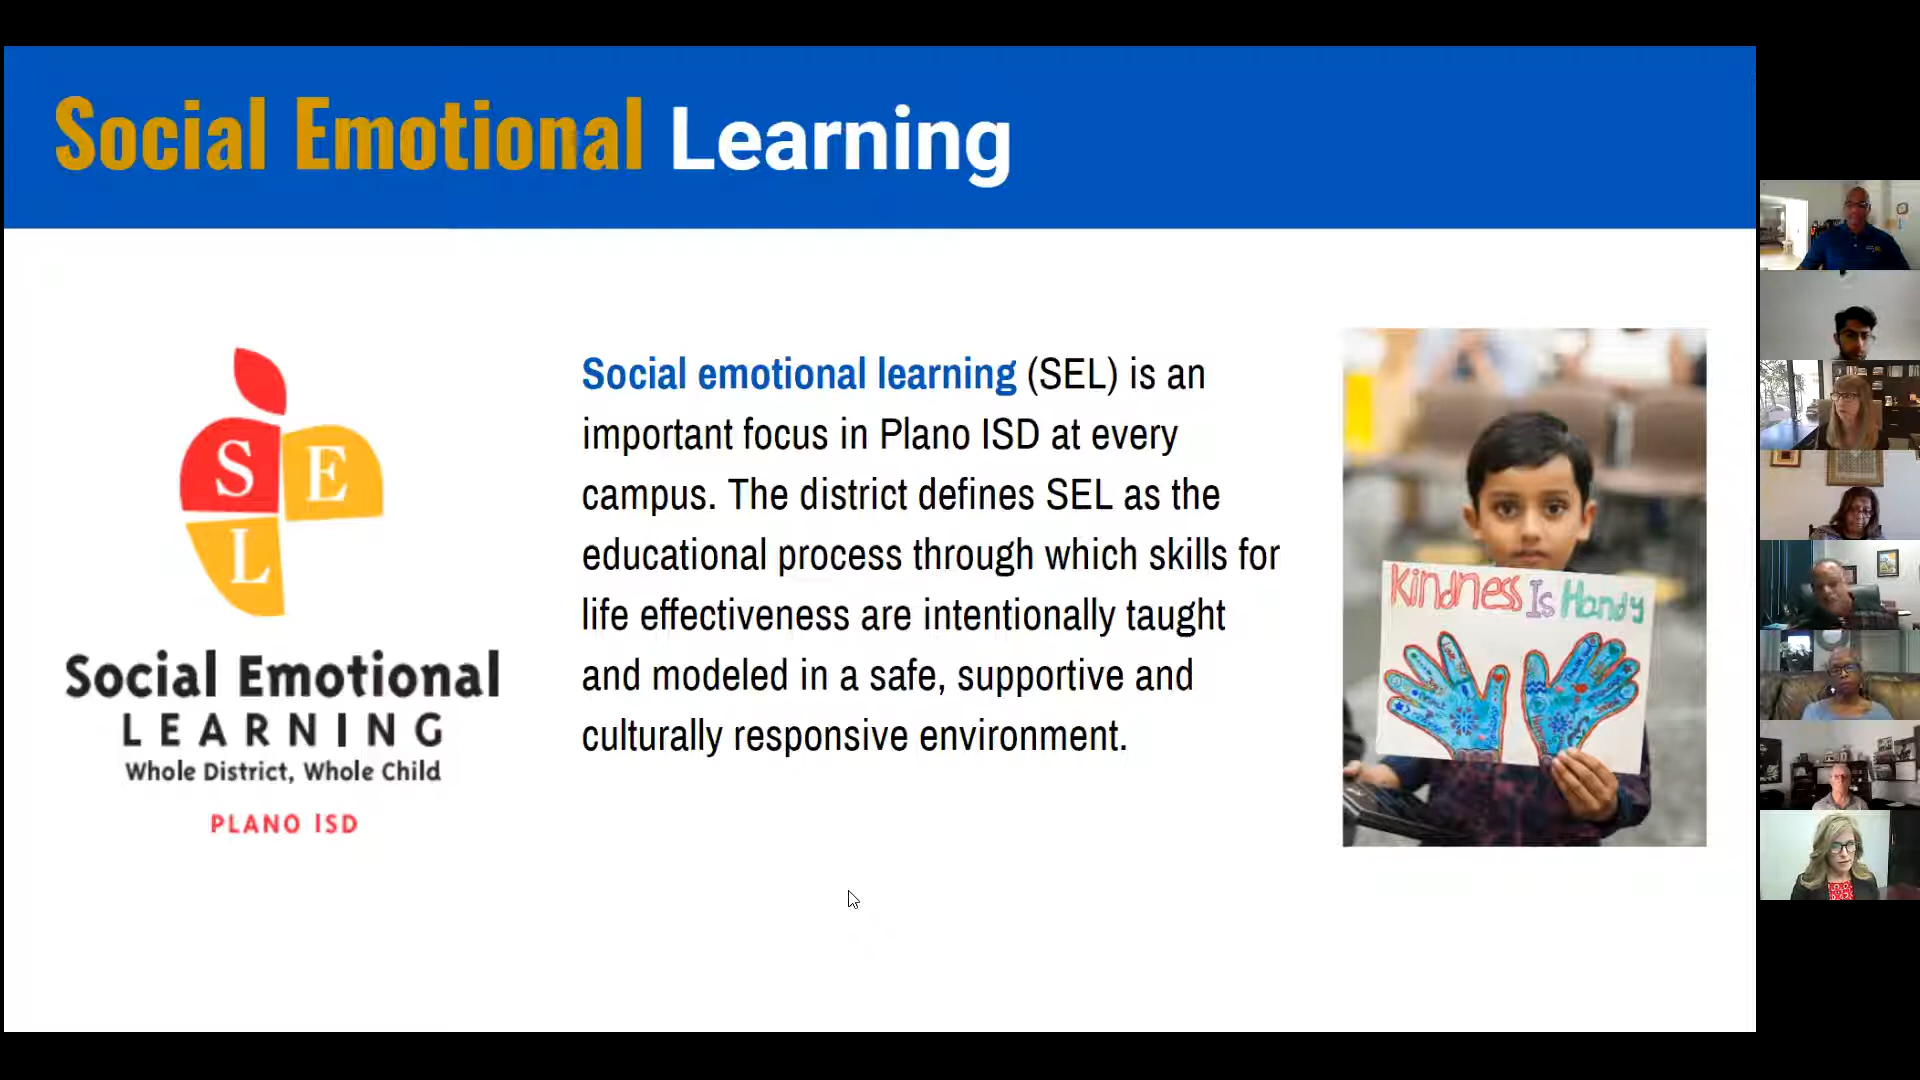 Social Emotional Learning
S E
L
Social Emotional
LEARNING
Whole District, Whole Child
PLANO ISD
Social emotional learning (SEL) is an
important focus in Plano ISD at every
campus. The district defines SEL as the
educational process through which skills for
life effectiveness are intentionally taught
and modeled in a safe, supportive and
culturally responsive environment.
Kindness Is Handy